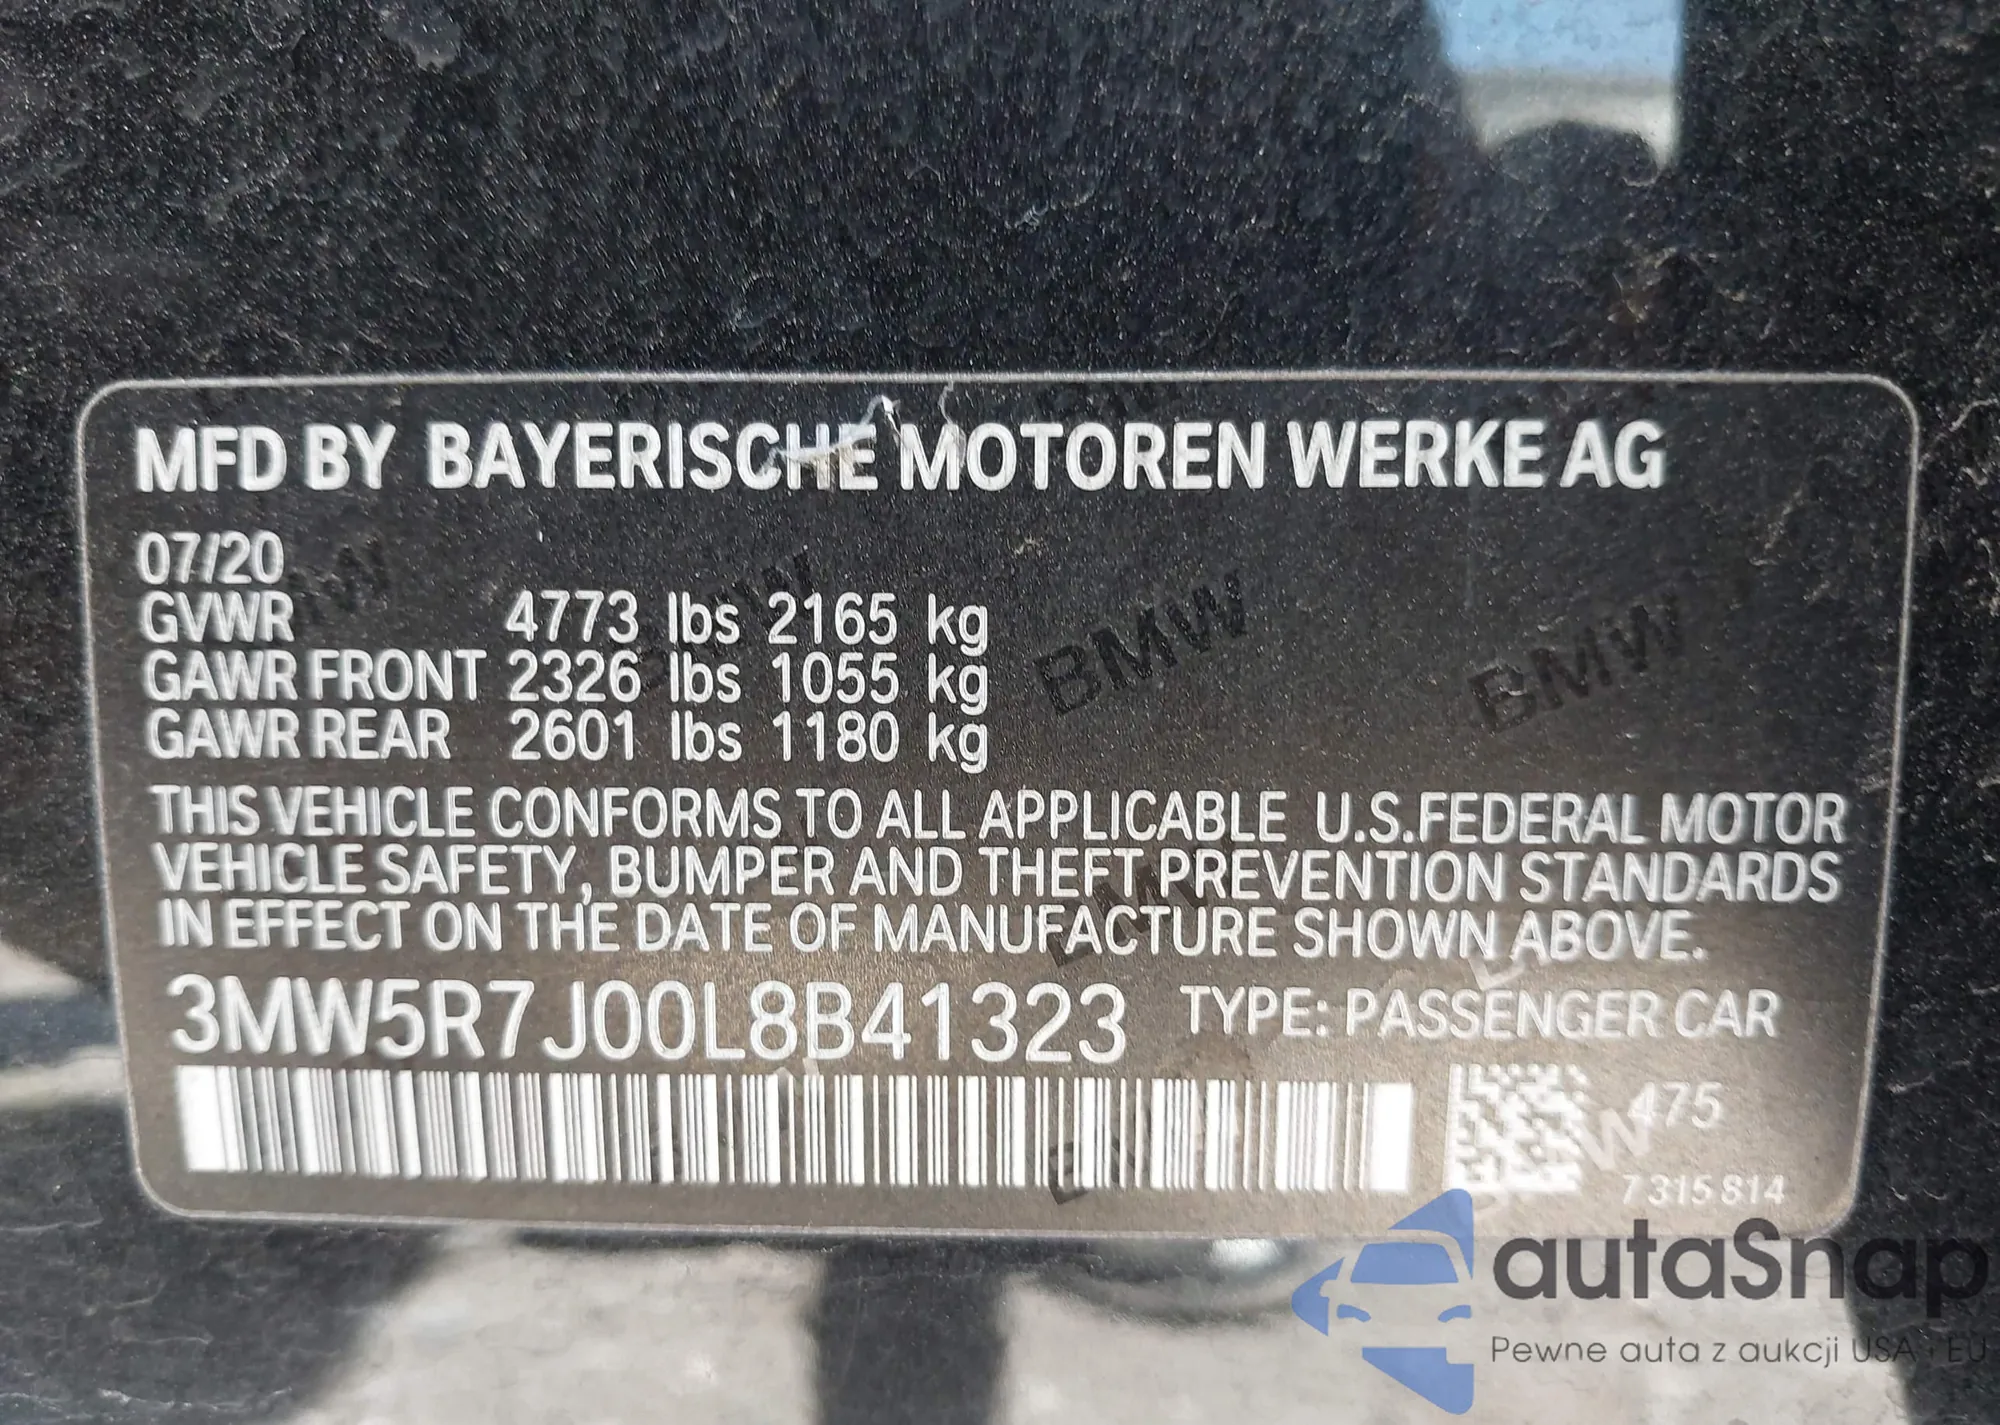 MFD BY BAYERISCHE MOTOREN WERKE AG
07/20
GVWR 4773 lbs 2165 kg
GAWR FRONT 2326 lbs 1055 kg
GAWR REAR 2601 lbs 1180 kg
THIS VEHICLE CONFORMS TO ALL APPLICABLE U.S.FEDERAL MOTOR
VEHICLE SAFETY, BUMPER AND THEFT PREVENTION STANDARDS
IN EFFECT ON THE DATE OF MANUFACTURE SHOWN ABOVE.
3MW5R7J00L8B41323 TYPE: PASSENGER CAR
475
7315814
BMW
BMW
BMW
autaSnap
Pewne auta z aukcji USA · EU